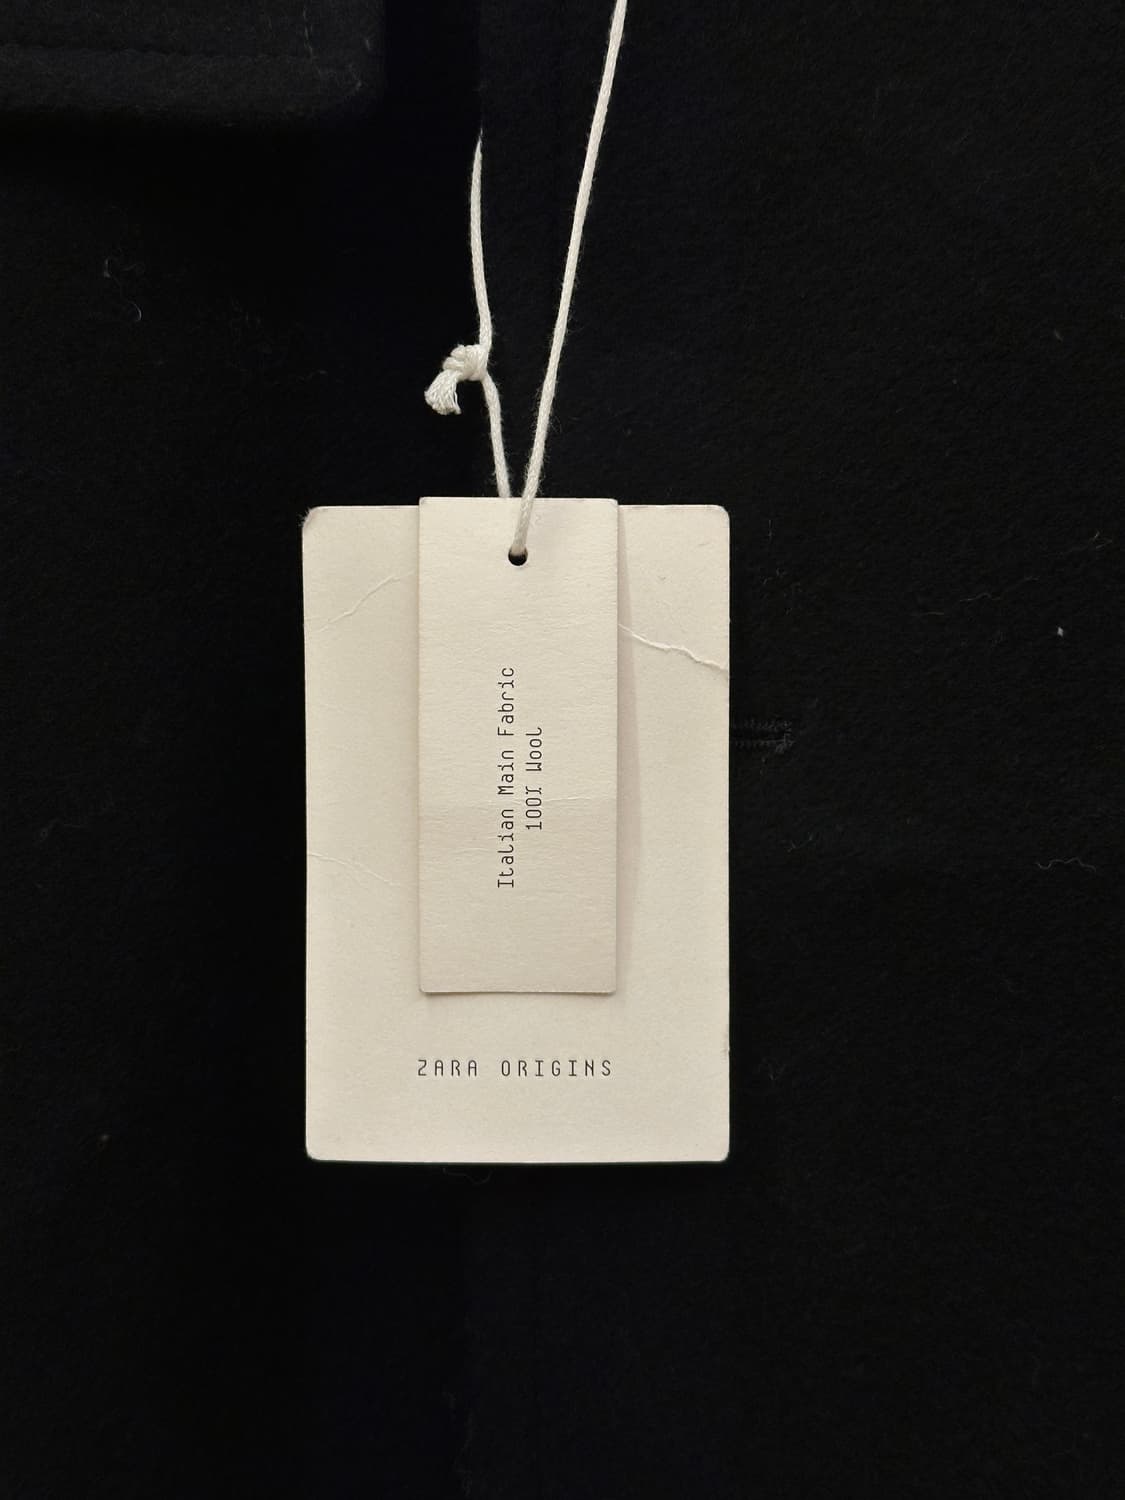 Italian Main Fabric
100% Wool
ZARA ORIGINS